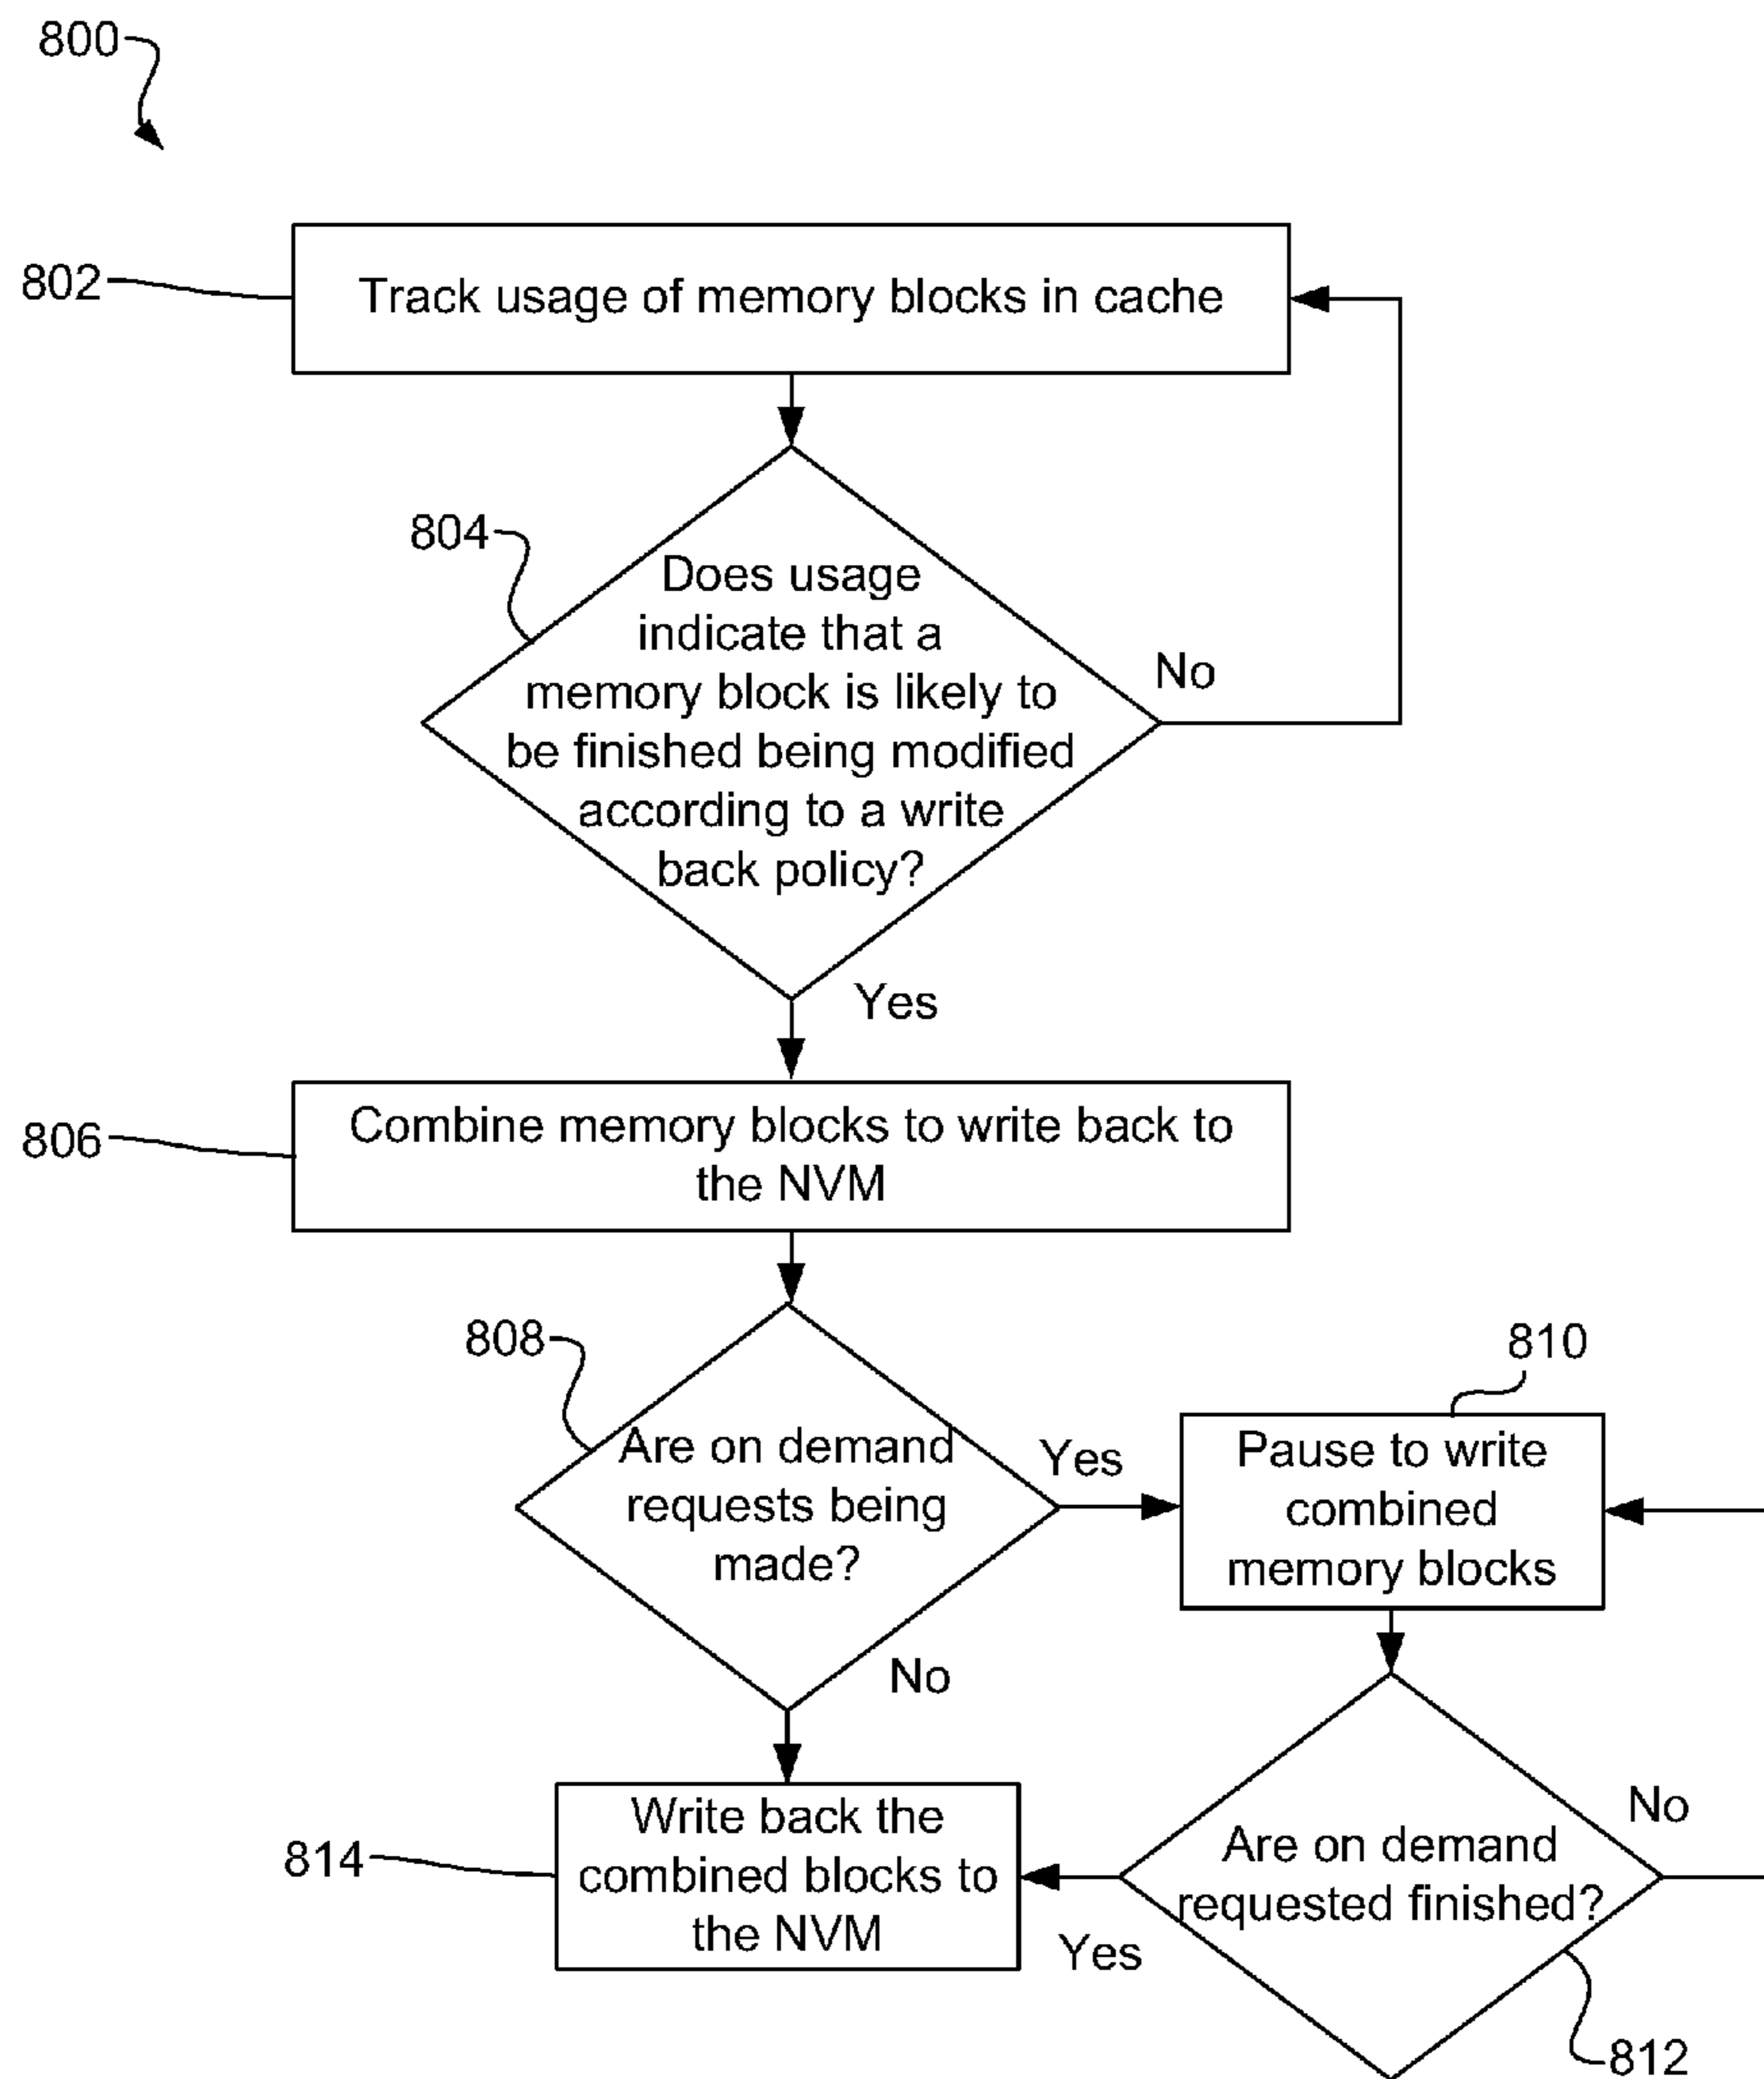 800
802
Track usage of memory blocks in cache
804
Does usage
indicate that a
memory block is likely to
be finished being modified
according to a write
back policy?
No
Yes
806
Combine memory blocks to write back to
the NVM
808
Are on demand
requests being
made?
Yes
810
Pause to write
combined
memory blocks
No
814
Write back the
combined blocks to
the NVM
Are on demand
requested finished?
No
Yes
812